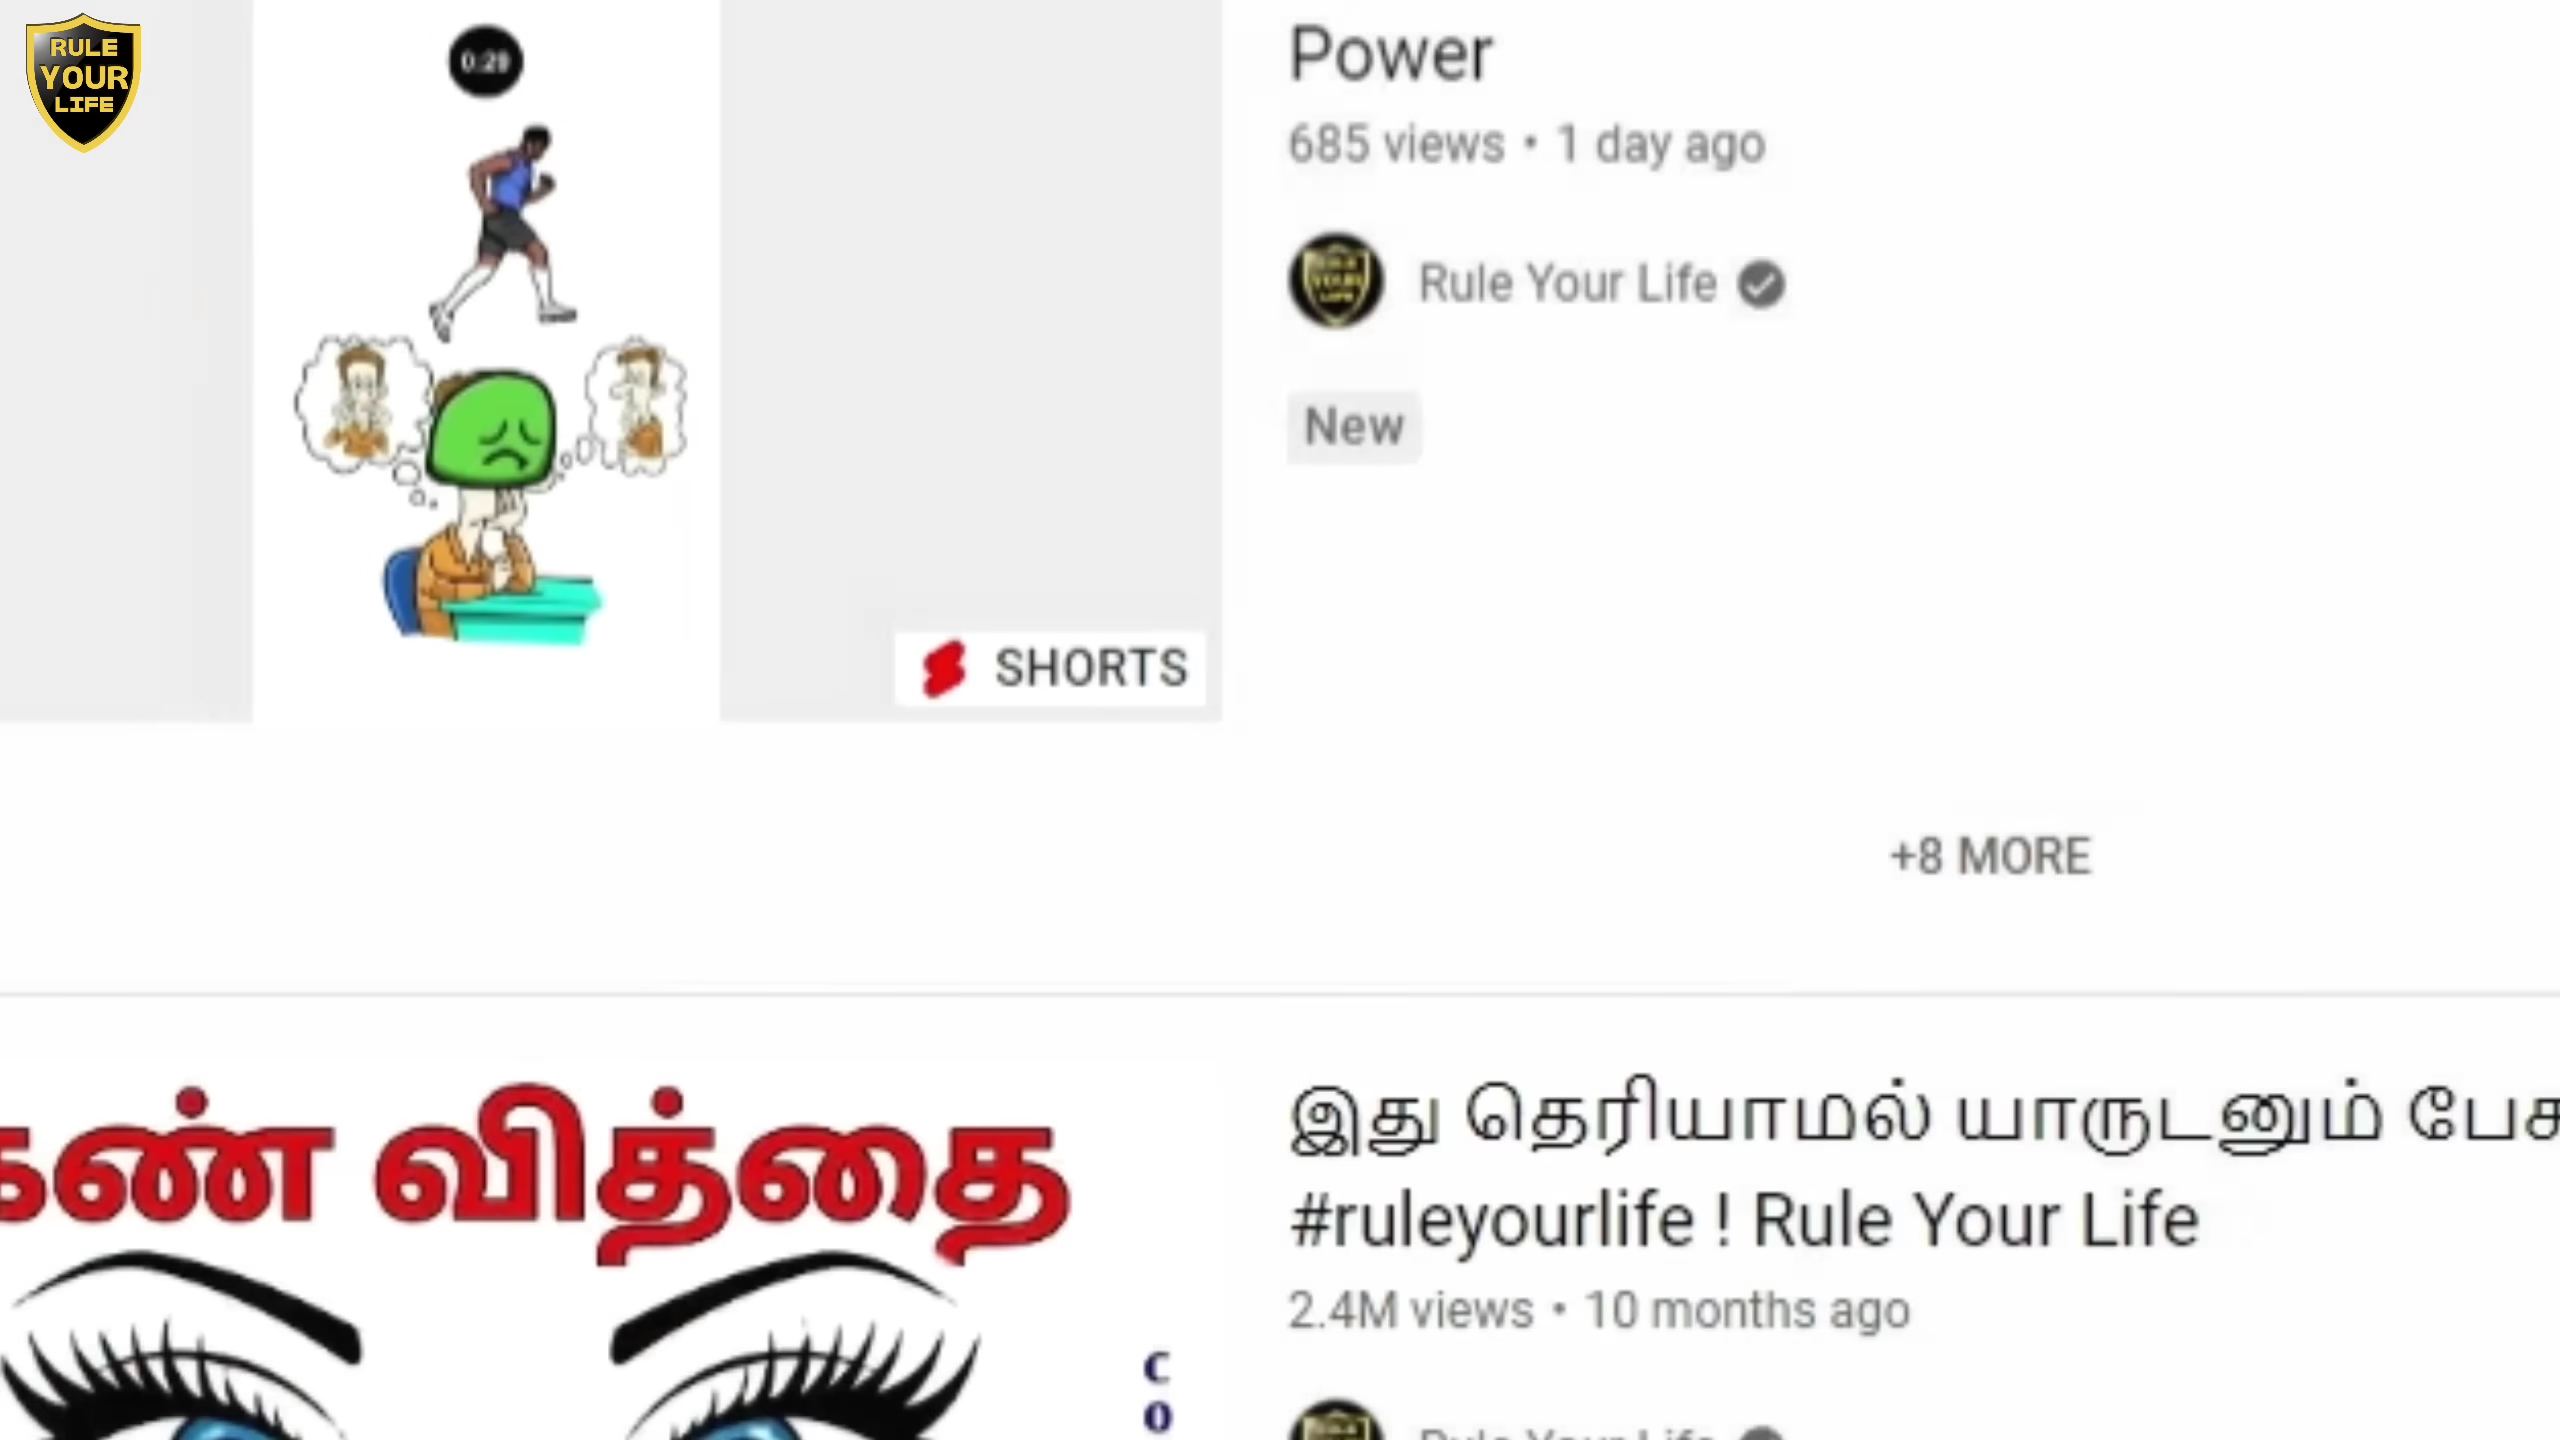 RULE
YOUR
LIFE
0:29
Power
685 views • 1 day ago
Rule Your Life
New
SHORTS
+8 MORE
கண் வித்தை
இது தெரியாமல் யாருடனும்
#ruleyourlife ! Rule Your Life
2.4M views • 10 months ago
C
O
Rule Your Life